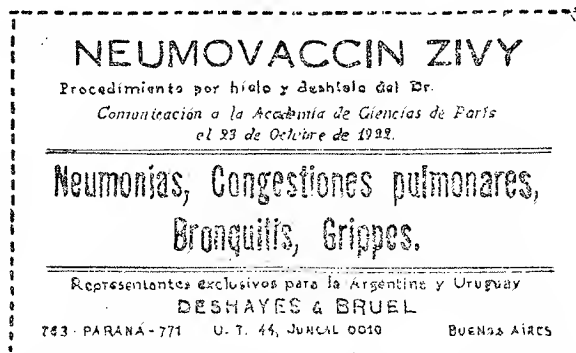 NEUMOVACCIN ZIVY
Procedimiento por hielo y deshielo del Dr.
Comunicación a la Academia de Ciencias de París
el 23 de Octubre de 1922.
Neumonías, Congestiones pulmonares,
Bronquitis, Grippes.
Representantes exclusivos para la Argentina y Uruguay
DESHAYES & BRUEL
763 - PARANÁ - 771 U. T. 44, JUNCAL 0010 BUENOS AIRES